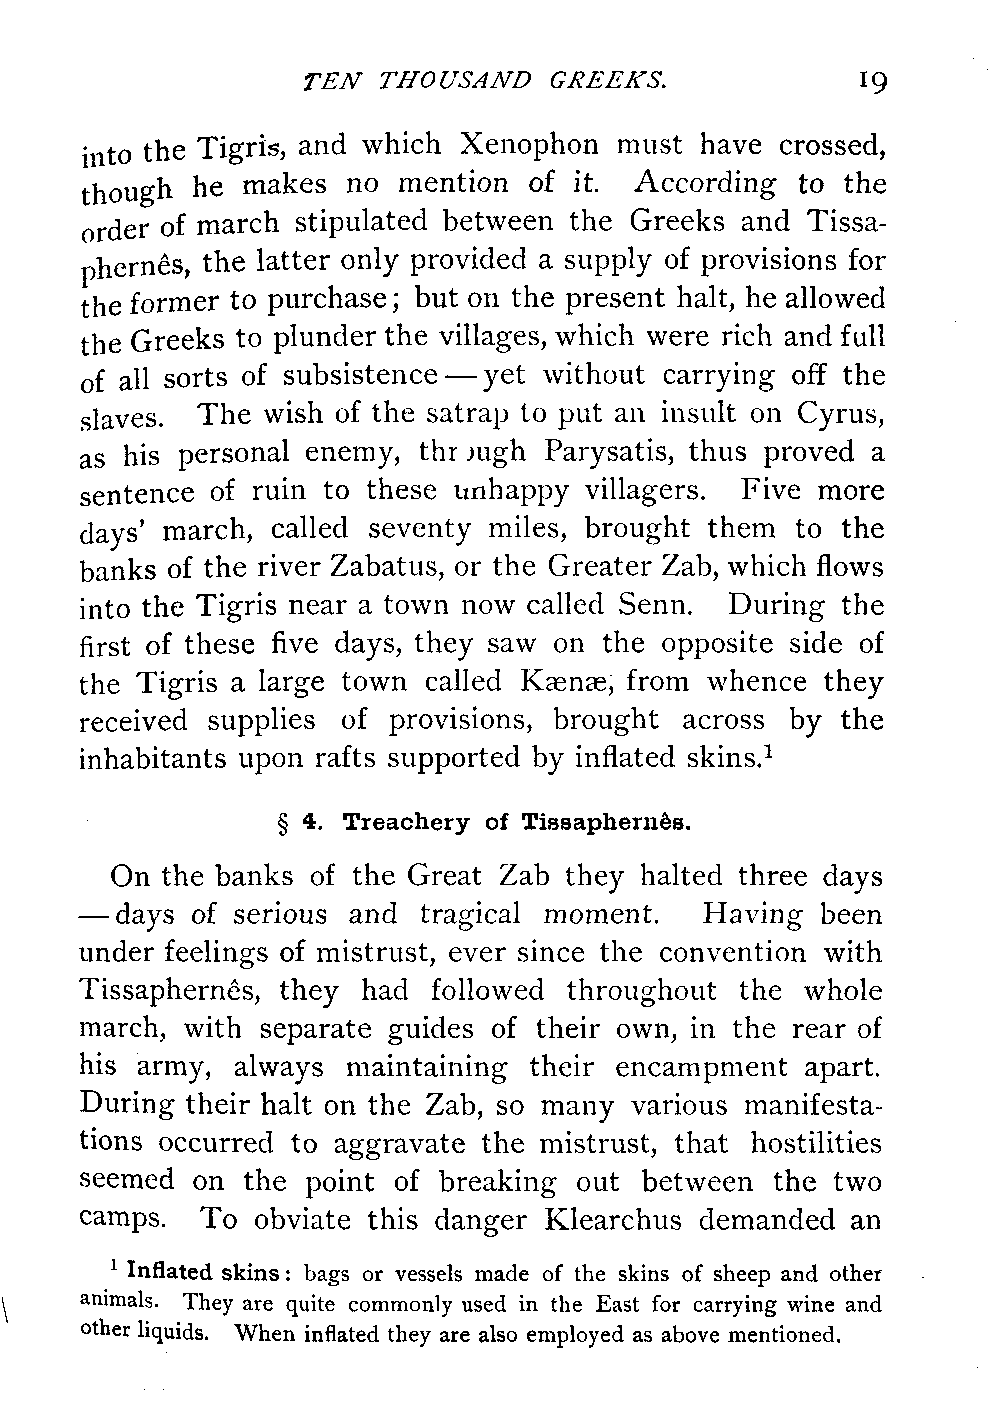 TEN THOUSAND GREEKS. 19
into the Tigris, and which Xenophon must have crossed,
though he makes no mention of it. According to the
order of march stipulated between the Greeks and Tissa-
phernês, the latter only provided a supply of provisions for
the former to purchase; but on the present halt, he allowed
the Greeks to plunder the villages, which were rich and full
of all sorts of subsistence — yet without carrying off the
slaves. The wish of the satrap to put an insult on Cyrus,
as his personal enemy, through Parysatis, thus proved a
sentence of ruin to these unhappy villagers. Five more
days' march, called seventy miles, brought them to the
banks of the river Zabatus, or the Greater Zab, which flows
into the Tigris near a town now called Senn. During the
first of these five days, they saw on the opposite side of
the Tigris a large town called Kænæ, from whence they
received supplies of provisions, brought across by the
inhabitants upon rafts supported by inflated skins.¹
§ 4. Treachery of Tissaphernês.
On the banks of the Great Zab they halted three days
— days of serious and tragical moment. Having been
under feelings of mistrust, ever since the convention with
Tissaphernês, they had followed throughout the whole
march, with separate guides of their own, in the rear of
his army, always maintaining their encampment apart.
During their halt on the Zab, so many various manifesta-
tions occurred to aggravate the mistrust, that hostilities
seemed on the point of breaking out between the two
camps. To obviate this danger Klearchus demanded an
¹ Inflated skins: bags or vessels made of the skins of sheep and other
animals. They are quite commonly used in the East for carrying wine and
other liquids. When inflated they are also employed as above mentioned.